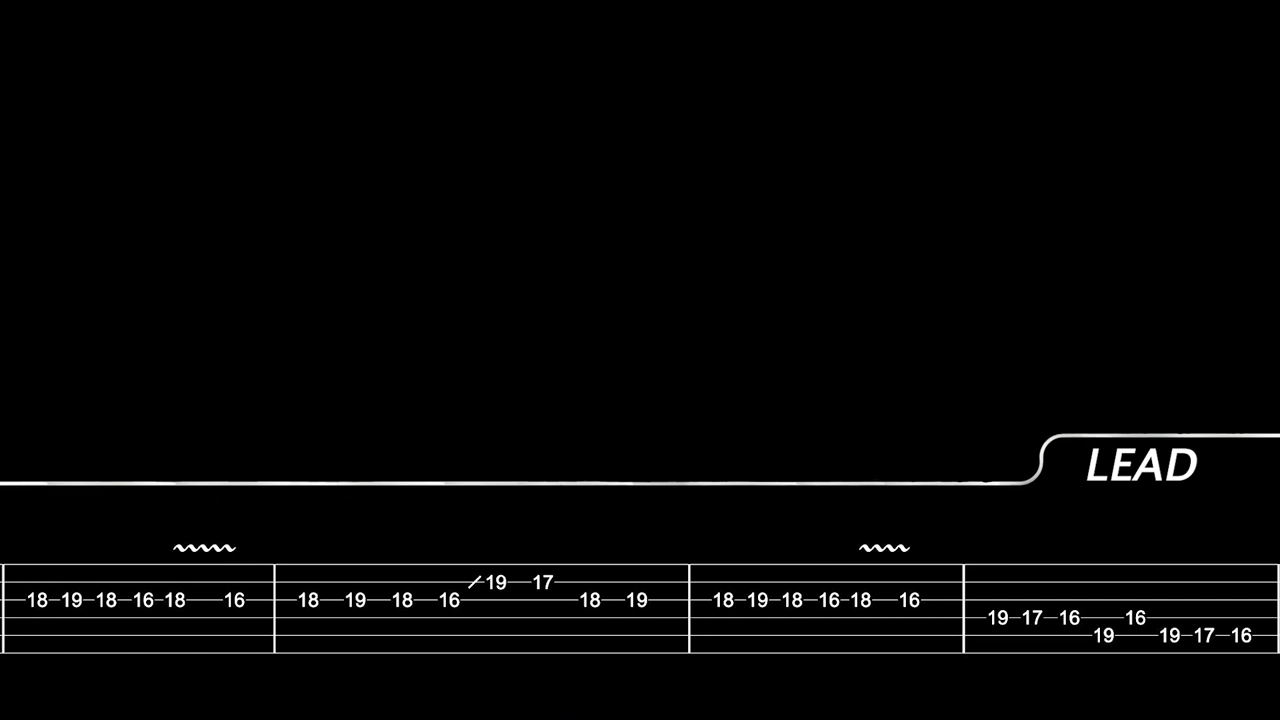 LEAD
19 17
18 19 18 16 18 16 18 19 18 16 18 19 18 19 18 16 18 16
19 17 16 16
19 19 17 16